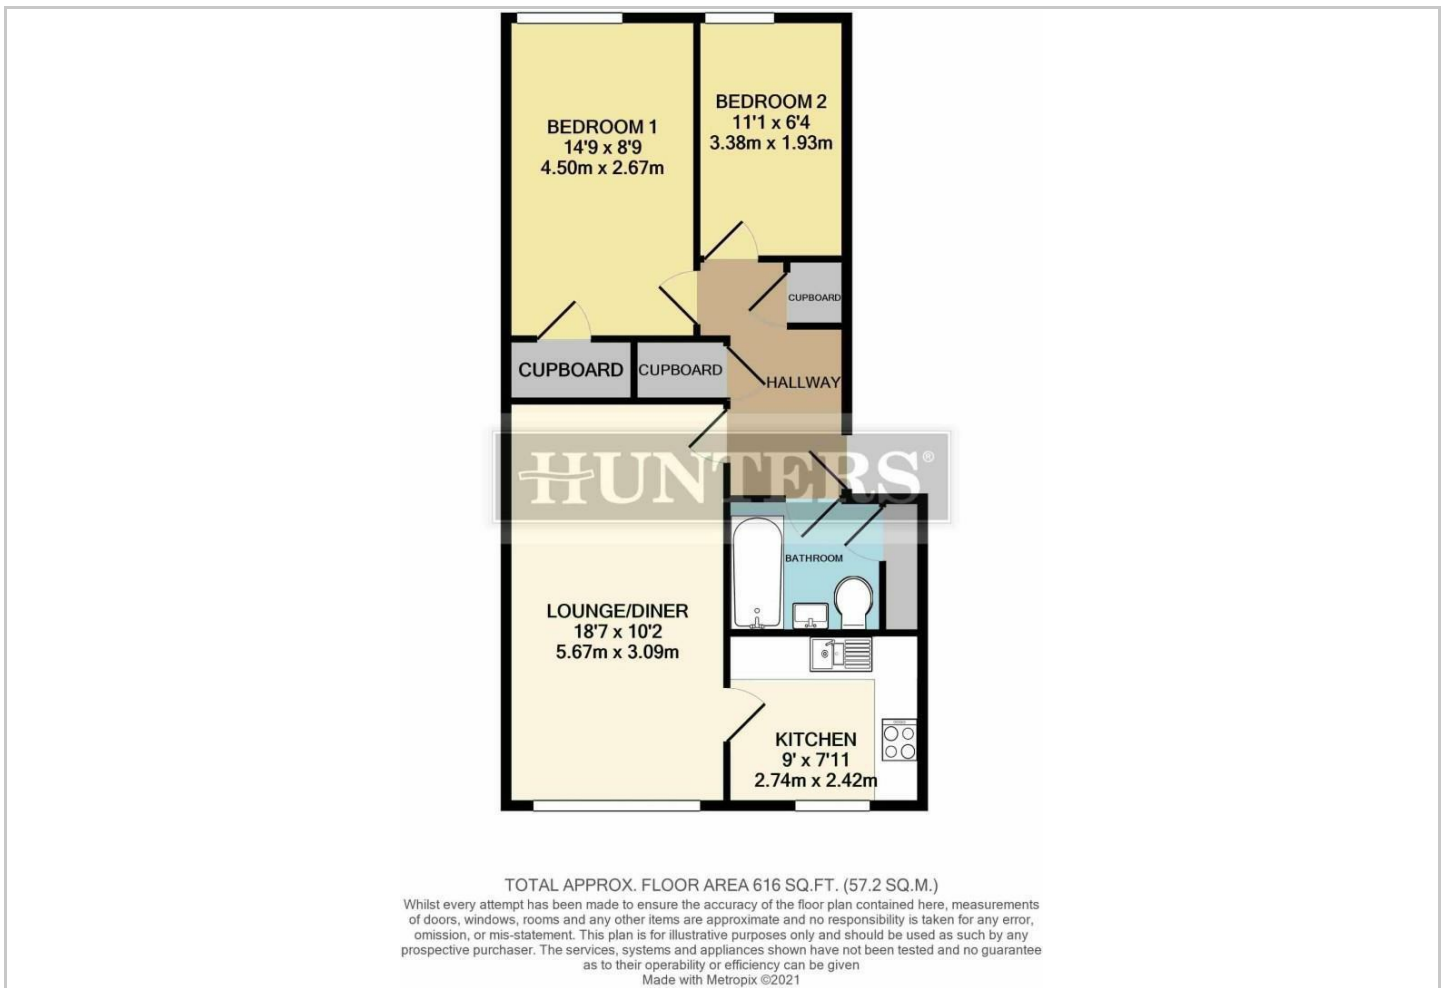 BEDROOM 1
14'9 x 8'9
4.50m x 2.67m
BEDROOM 2
11'1 x 6'4
3.38m x 1.93m
CUPBOARD
CUPBOARD
CUPBOARD
HALLWAY
HUNTERS®
BATHROOM
LOUNGE/DINER
18'7 x 10'2
5.67m x 3.09m
KITCHEN
9' x 7'11
2.74m x 2.42m
TOTAL APPROX. FLOOR AREA 616 SQ.FT. (57.2 SQ.M.)
Whilst every attempt has been made to ensure the accuracy of the floor plan contained here, measurements
of doors, windows, rooms and any other items are approximate and no responsibility is taken for any error,
omission, or mis-statement. This plan is for illustrative purposes only and should be used as such by any
prospective purchaser. The services, systems and appliances shown have not been tested and no guarantee
as to their operability or efficiency can be given
Made with Metropix ©2021